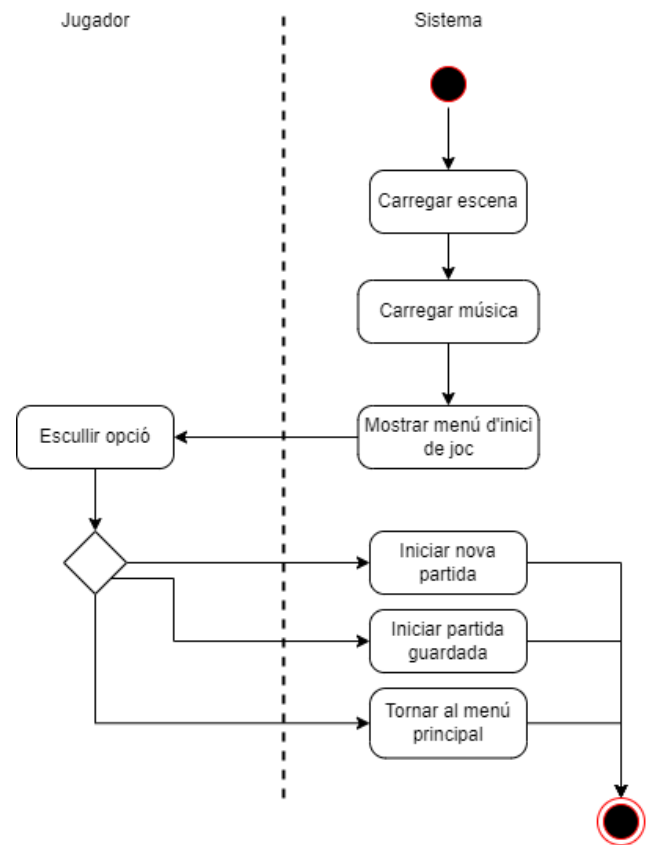 Jugador
Sistema
Carregar escena
Carregar música
Mostrar menú d'inici
de joc
Escullir opció
Iniciar nova
partida
Iniciar partida
guardada
Tornar al menú
principal